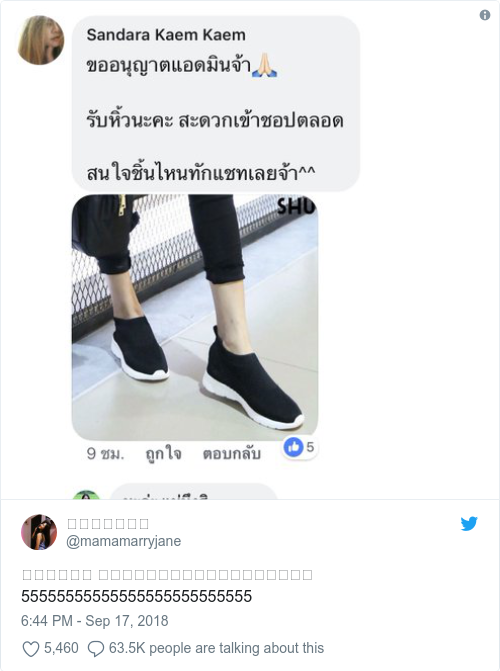 Sandara Kaem Kaem
ขออนุญาตแอดมินจ้า🙏🏻
รับหิ้วนะคะ สะดวกเข้าชอปตลอด
สนใจชิ้นไหนทักแชทเลยจ้า^^
SHU
9 ชม. ถูกใจ ตอบกลับ 5
@mamamarryjane
55555555555555555555555555
6:44 PM - Sep 17, 2018
5,460 63.5K people are talking about this